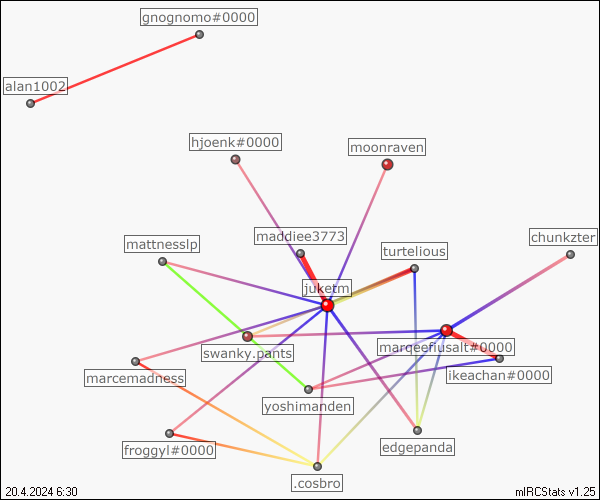 gnognomo#0000
alan1002
hjoenk#0000
moonraven
maddiee3773
chunkzter
mattnesslp
turtelious
juketm
swanky.pants
marqeefiusalt#0000
marcemadness
ikeachan#0000
yoshimanden
froggyl#0000
edgepanda
.cosbro
20.4.2024 6:30
mIRCStats v1.25